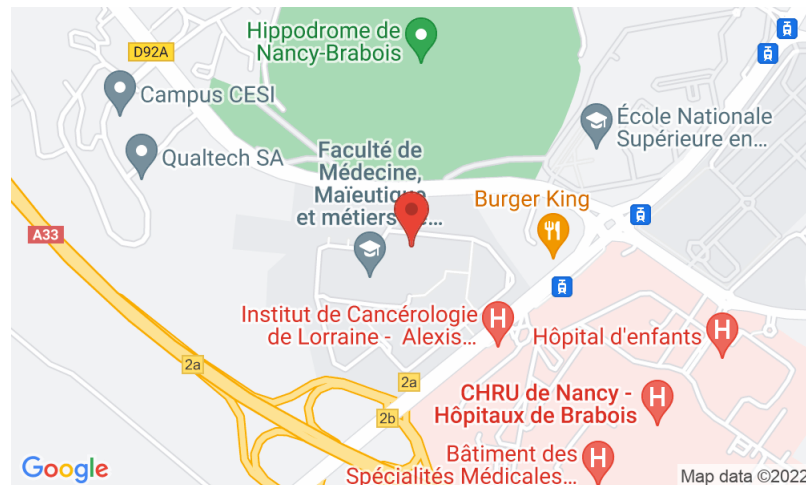 Hippodrome de
Nancy-Brabois
D92A
Campus CESI
École Nationale
Supérieure en...
Qualtech SA
Faculté de
Médecine,
Maïeutique
et métiers
Burger King
A33
Institut de Cancérologie
de Lorraine - Alexis...
Hôpital d'enfants
2a
2a
CHRU de Nancy -
Hôpitaux de Brabois
2b
Bâtiment des
Spécialités Médicales...
Google
Map data ©2022